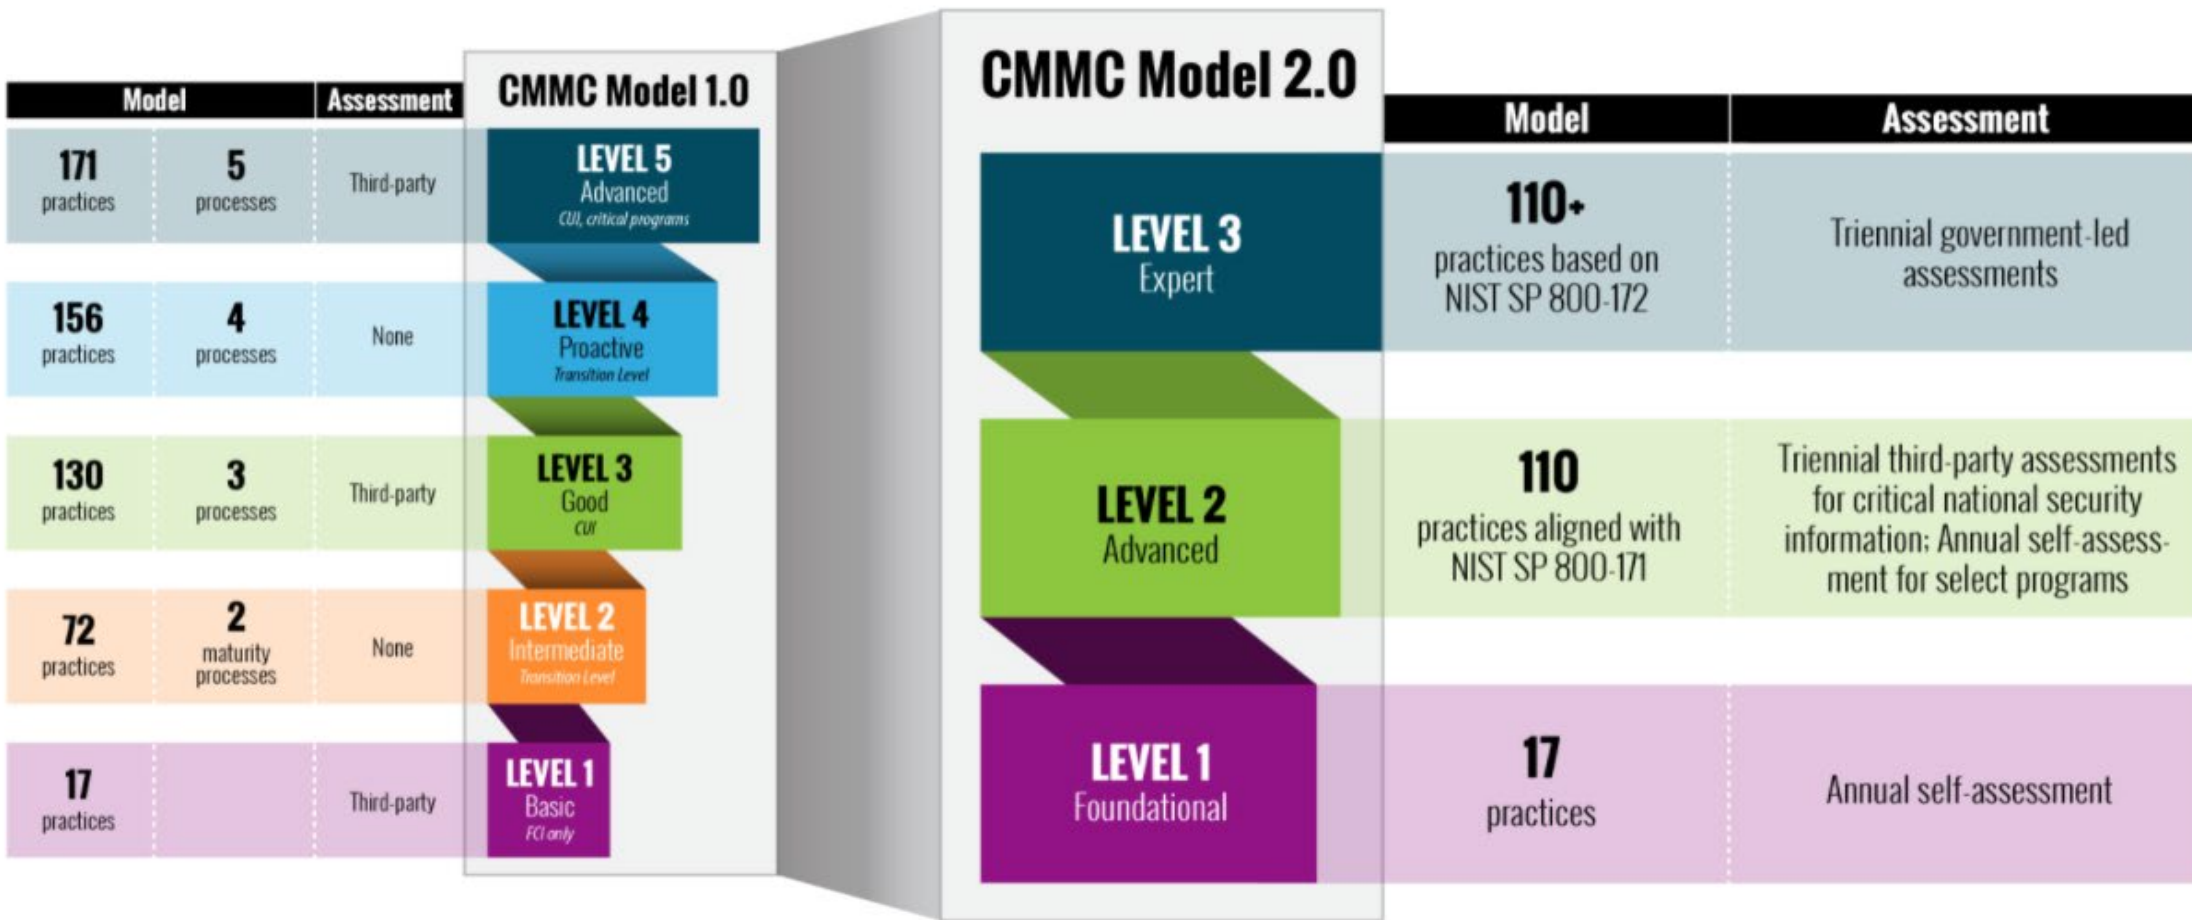 CMMC Model 1.0
Model
Assessment
171
practices
5
processes
Third-party
LEVEL 5
Advanced
CUI, critical programs
156
practices
4
processes
None
LEVEL 4
Proactive
Transition Level
130
practices
3
processes
Third-party
LEVEL 3
Good
CUI
72
practices
2
maturity
processes
None
LEVEL 2
Intermediate
Transition Level
17
practices
Third-party
LEVEL 1
Basic
FCI only
CMMC Model 2.0
Model
Assessment
LEVEL 3
Expert
110+
practices based on
NIST SP 800-172
Triennial government-led
assessments
LEVEL 2
Advanced
110
practices aligned with
NIST SP 800-171
Triennial third-party assessments
for critical national security
information; Annual self-assess-
ment for select programs
LEVEL 1
Foundational
17
practices
Annual self-assessment